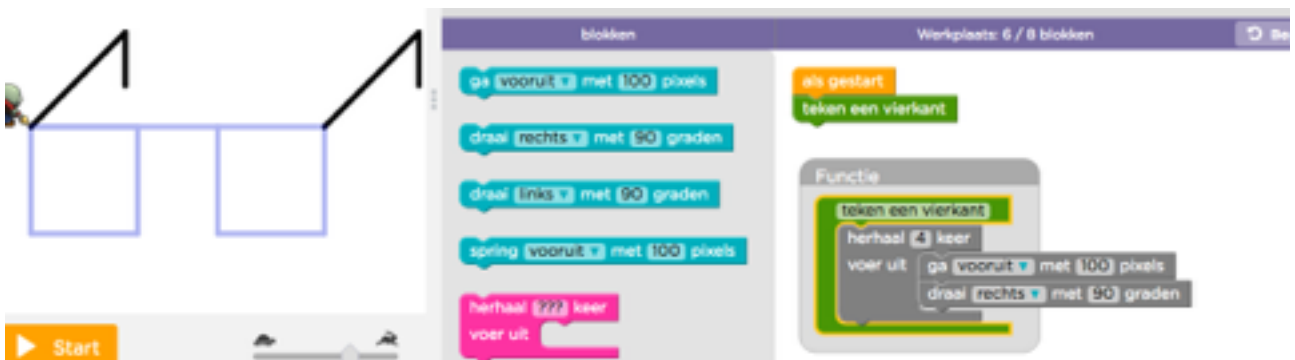 blokken
Werkplaats: 6 / 8 blokken
Be
ga vooruit met 100 pixels
draai rechts met 90 graden
draai links met 90 graden
spring vooruit met 100 pixels
herhaal ??? keer
voer uit
als gestart
teken een vierkant
Functie
teken een vierkant
herhaal 4 keer
voer uit
ga vooruit met 100 pixels
draai rechts met 90 graden
Start